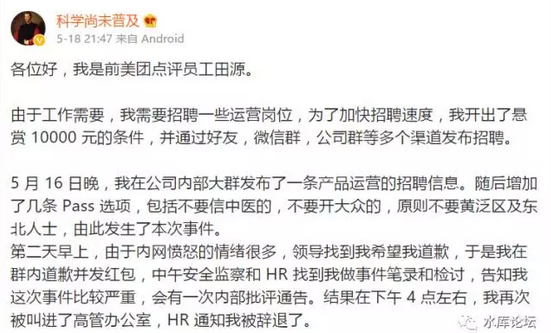 科学尚未普及
5-18 21:47 来自 Android
各位好，我是前美团点评员工田源。
由于工作需要，我需要招聘一些运营岗位，为了加快招聘速度，我开出了悬
赏 10000 元的条件，并通过好友，微信群，公司群等多个渠道发布招聘。
5 月 16 日晚，我在公司内部大群发布了一条产品运营的招聘信息。随后增加
了几条 Pass 选项，包括不要信中医的，不要开大众的，原则不要黄泛区及东
北人士，由此发生了本次事件。
第二天早上，由于内网愤怒的情绪很多，领导找到我希望我道歉，于是我在
群内道歉并发红包，中午安全监察和 HR 找到我做事件笔录和检讨，告知我
这次事件比较严重，会有一次内部批评通告。结果在下午 4 点左右，我再次
被叫进了高管办公室，HR 通知我被辞退了。
水库论坛